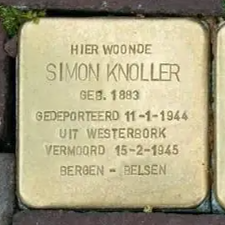 HIER WOONDE
SIMON KNOLLER
GEB. 1883
GEDEPORTEERD 11-1-1944
UIT WESTERBORK
VERMOORD 15-2-1945
BERGEN - BELSEN